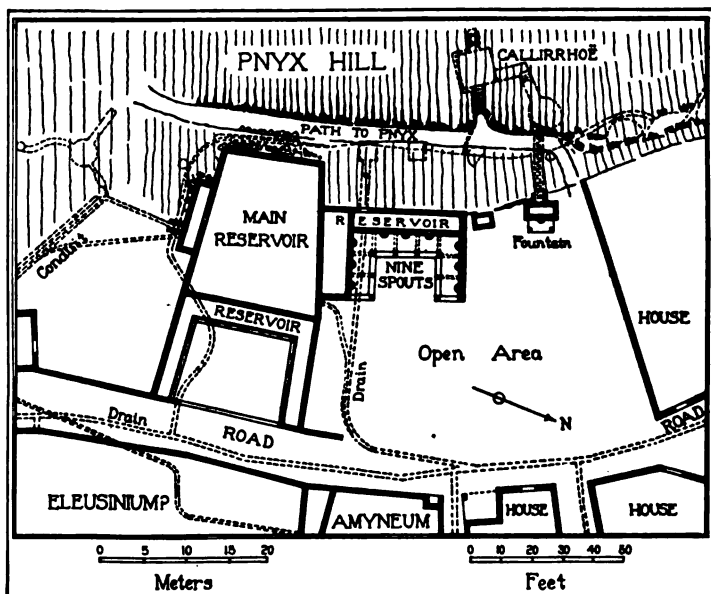 PNYX HILL
CALLIRRHOË
PATH TO PNYX
MAIN
RESERVOIR
RESERVOIR
NINE
SPOUTS
Fountain
Conduit
RESERVOIR
HOUSE
Open Area
Drain
N
Drain
ROAD
ROAD
ELEUSINIUM?
AMYNEUM
HOUSE
HOUSE
0 5 10 15 20
Meters
0 10 20 30 40 50
Feet